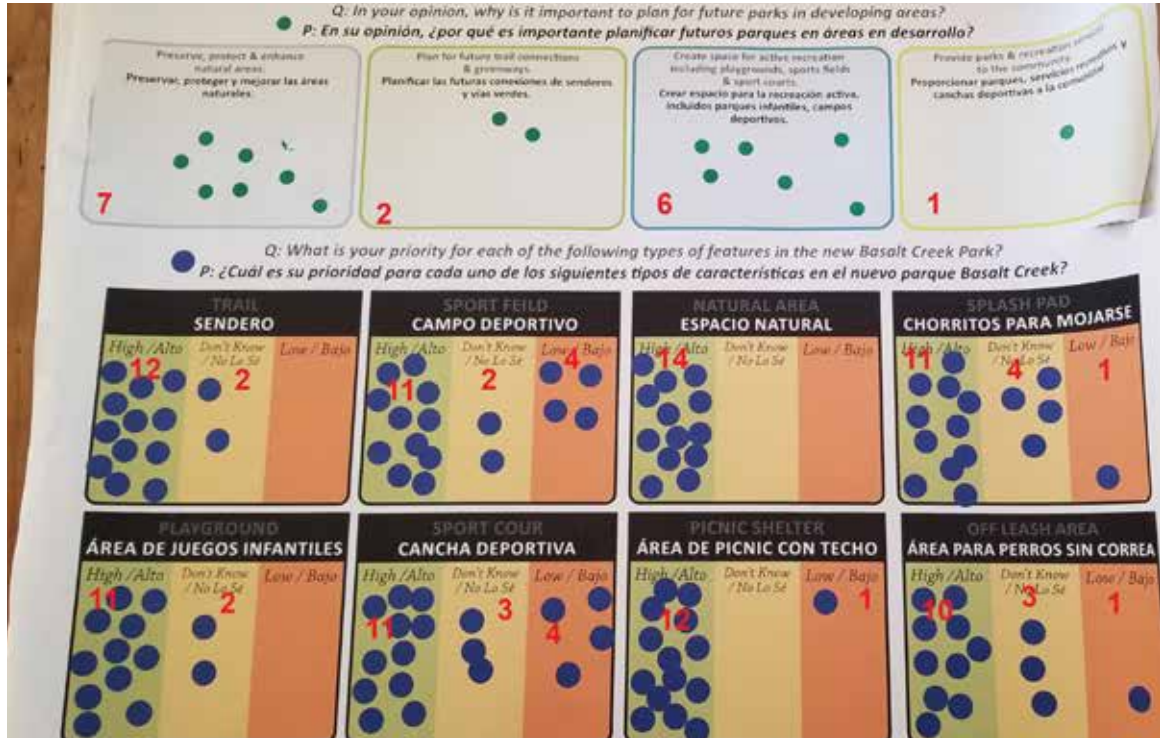 Q: In your opinion, why is it important to plan for future parks in developing areas?
P: En su opinión, ¿por qué es importante planificar futuros parques en áreas en desarrollo?
Preserve, protect & enhance
natural areas.
Preservar, proteger y mejorar las áreas
naturales.
7
Plan for future trail connections
& greenways.
Planificar las futuras conexiones de senderos
y vías verdes.
2
Create space for active recreation
including playgrounds, sports fields
& sport courts.
Crear espacio para la recreación activa,
incluidos parques infantiles, campos
deportivos.
6
Provide parks & recreation services
to the community.
Proporcionar parques, servicios recreativos y
canchas deportivas a la comunidad
1
Q: What is your priority for each of the following types of features in the new Basalt Creek Park?
P: ¿Cuál es su prioridad para cada uno de los siguientes tipos de características en el nuevo parque Basalt Creek?
TRAIL
SENDERO
High /Alto
Don't Know
/ No Lo Sé
Low / Bajo
12
2
SPORT FEILD
CAMPO DEPORTIVO
High /Alto
Don't Know
/ No Lo Sé
Low / Bajo
11
2
4
NATURAL AREA
ESPACIO NATURAL
High /Alto
Don't Know
/ No Lo Sé
Low / Bajo
14
SPLASH PAD
CHORRITOS PARA MOJARSE
High /Alto
Don't Know
/ No Lo Sé
Low / Bajo
11
4
1
PLAYGROUND
ÁREA DE JUEGOS INFANTILES
High /Alto
Don't Know
/ No Lo Sé
Low / Bajo
11
2
SPORT COUR
CANCHA DEPORTIVA
High /Alto
Don't Know
/ No Lo Sé
Low / Bajo
11
3
4
PICNIC SHELTER
ÁREA DE PICNIC CON TECHO
High /Alto
Don't Know
/ No Lo Sé
Low / Bajo
12
1
OFF LEASH AREA
ÁREA PARA PERROS SIN CORREA
High /Alto
Don't Know
/ No Lo Sé
Low / Bajo
10
3
1